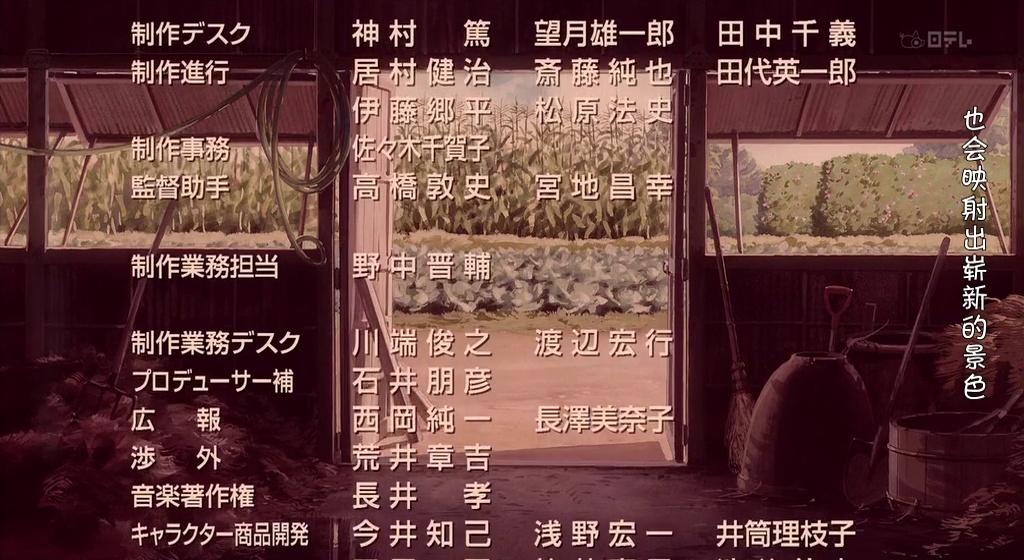 制作デスク 神村 篤 望月雄一郎 田中千義
日テレ
制作進行 居村健治 斎藤純也 田代英一郎
伊藤郷平 松原法史
制作事務 佐々木千賀子
監督助手 高橋敦史 宮地昌幸
制作業務担当 野中晋輔
制作業務デスク 川端俊之 渡辺宏行
プロデューサー補 石井朋彦
広 報 西岡純一 長澤美奈子
渉 外 荒井章吉
音楽著作権 長井 孝
キャラクター商品開発 今井知己 浅野宏一 井筒理枝子
也会映射出崭新的景色